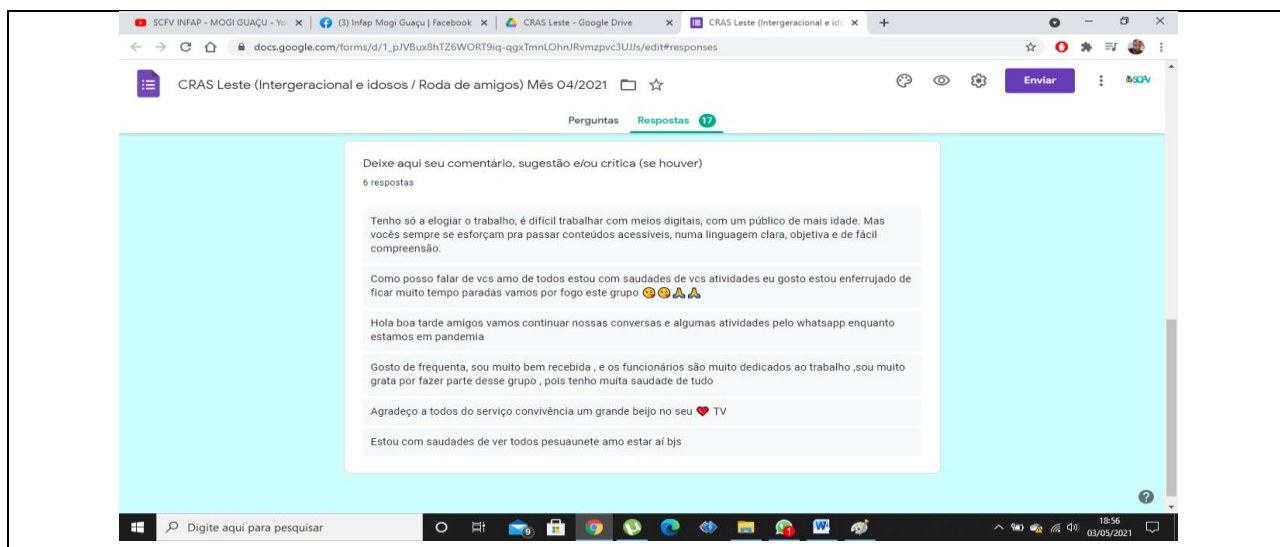 SCFV INFAP - MOGI GUAÇU - Yo
(3) Infap Mogi Guaçu | Facebook
CRAS Leste - Google Drive
CRAS Leste (Intergeracional e ido
docs.google.com/forms/d/1_pJVBux8hTZ6WORT9iq-qgxTmnLOhnJRvmzpvc3UJJs/edit#responses
CRAS Leste (Intergeracional e idosos / Roda de amigos) Mês 04/2021
Enviar
SCFV
Perguntas Respostas 17
Deixe aqui seu comentário, sugestão e/ou crítica (se houver)
6 respostas
Tenho só a elogiar o trabalho, é difícil trabalhar com meios digitais, com um público de mais idade. Mas
vocês sempre se esforçam pra passar conteúdos acessíveis, numa linguagem clara, objetiva e de fácil
compreensão.
Como posso falar de vcs amo de todos estou com saudades de vcs atividades eu gosto estou enferrujado de
ficar muito tempo paradas vamos por fogo este grupo 😘😘🙏🙏
Hola boa tarde amigos vamos continuar nossas conversas e algumas atividades pelo whatsapp enquanto
estamos em pandemia
Gosto de frequenta, sou muito bem recebida , e os funcionários são muito dedicados ao trabalho ,sou muito
grata por fazer parte desse grupo , pois tenho muita saudade de tudo
Agradeço a todos do serviço convivência um grande beijo no seu ❤ TV
Estou com saudades de ver todos pesuaunete amo estar aí bjs
Digite aqui para pesquisar
18:56
03/05/2021